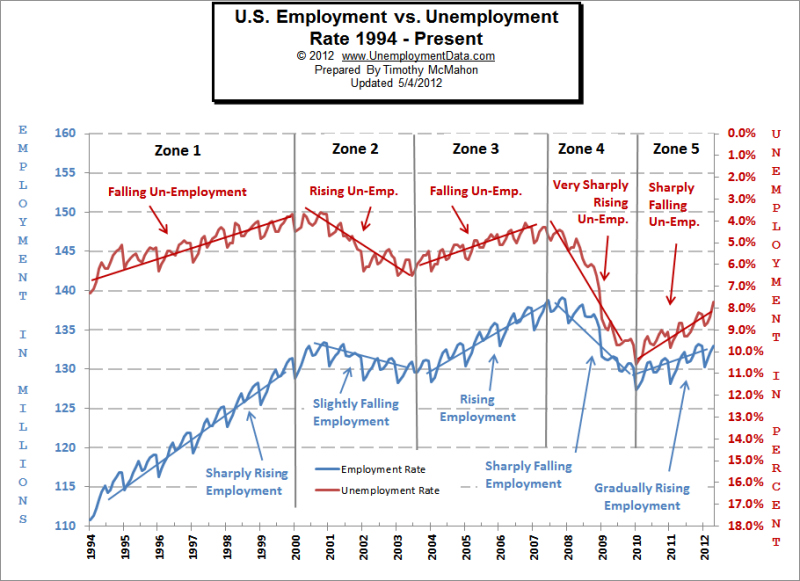 U.S. Employment vs. Unemployment
Rate 1994 - Present
© 2012 www.UnemploymentData.com
Prepared By Timothy McMahon
Updated 5/4/2012
EMPLOYMENT IN MILLIONS
160
155
150
145
140
135
130
125
120
115
110
Zone 1
Zone 2
Zone 3
Zone 4
Zone 5
Falling Un-Employment
Rising Un-Emp.
Falling Un-Emp.
Very Sharply
Rising
Un-Emp.
Sharply
Falling
Un-Emp.
Sharply Rising
Employment
Slightly Falling
Employment
Rising
Employment
Sharply Falling
Employment
Gradually Rising
Employment
Employment Rate
Unemployment Rate
0.0%
1.0%
2.0%
3.0%
4.0%
5.0%
6.0%
7.0%
8.0%
9.0%
10.0%
11.0%
12.0%
13.0%
14.0%
15.0%
16.0%
17.0%
18.0%
UNEMPLOYMENT IN PERCENT
1994
1995
1996
1997
1998
1999
2000
2001
2002
2003
2004
2005
2006
2007
2008
2009
2010
2011
2012